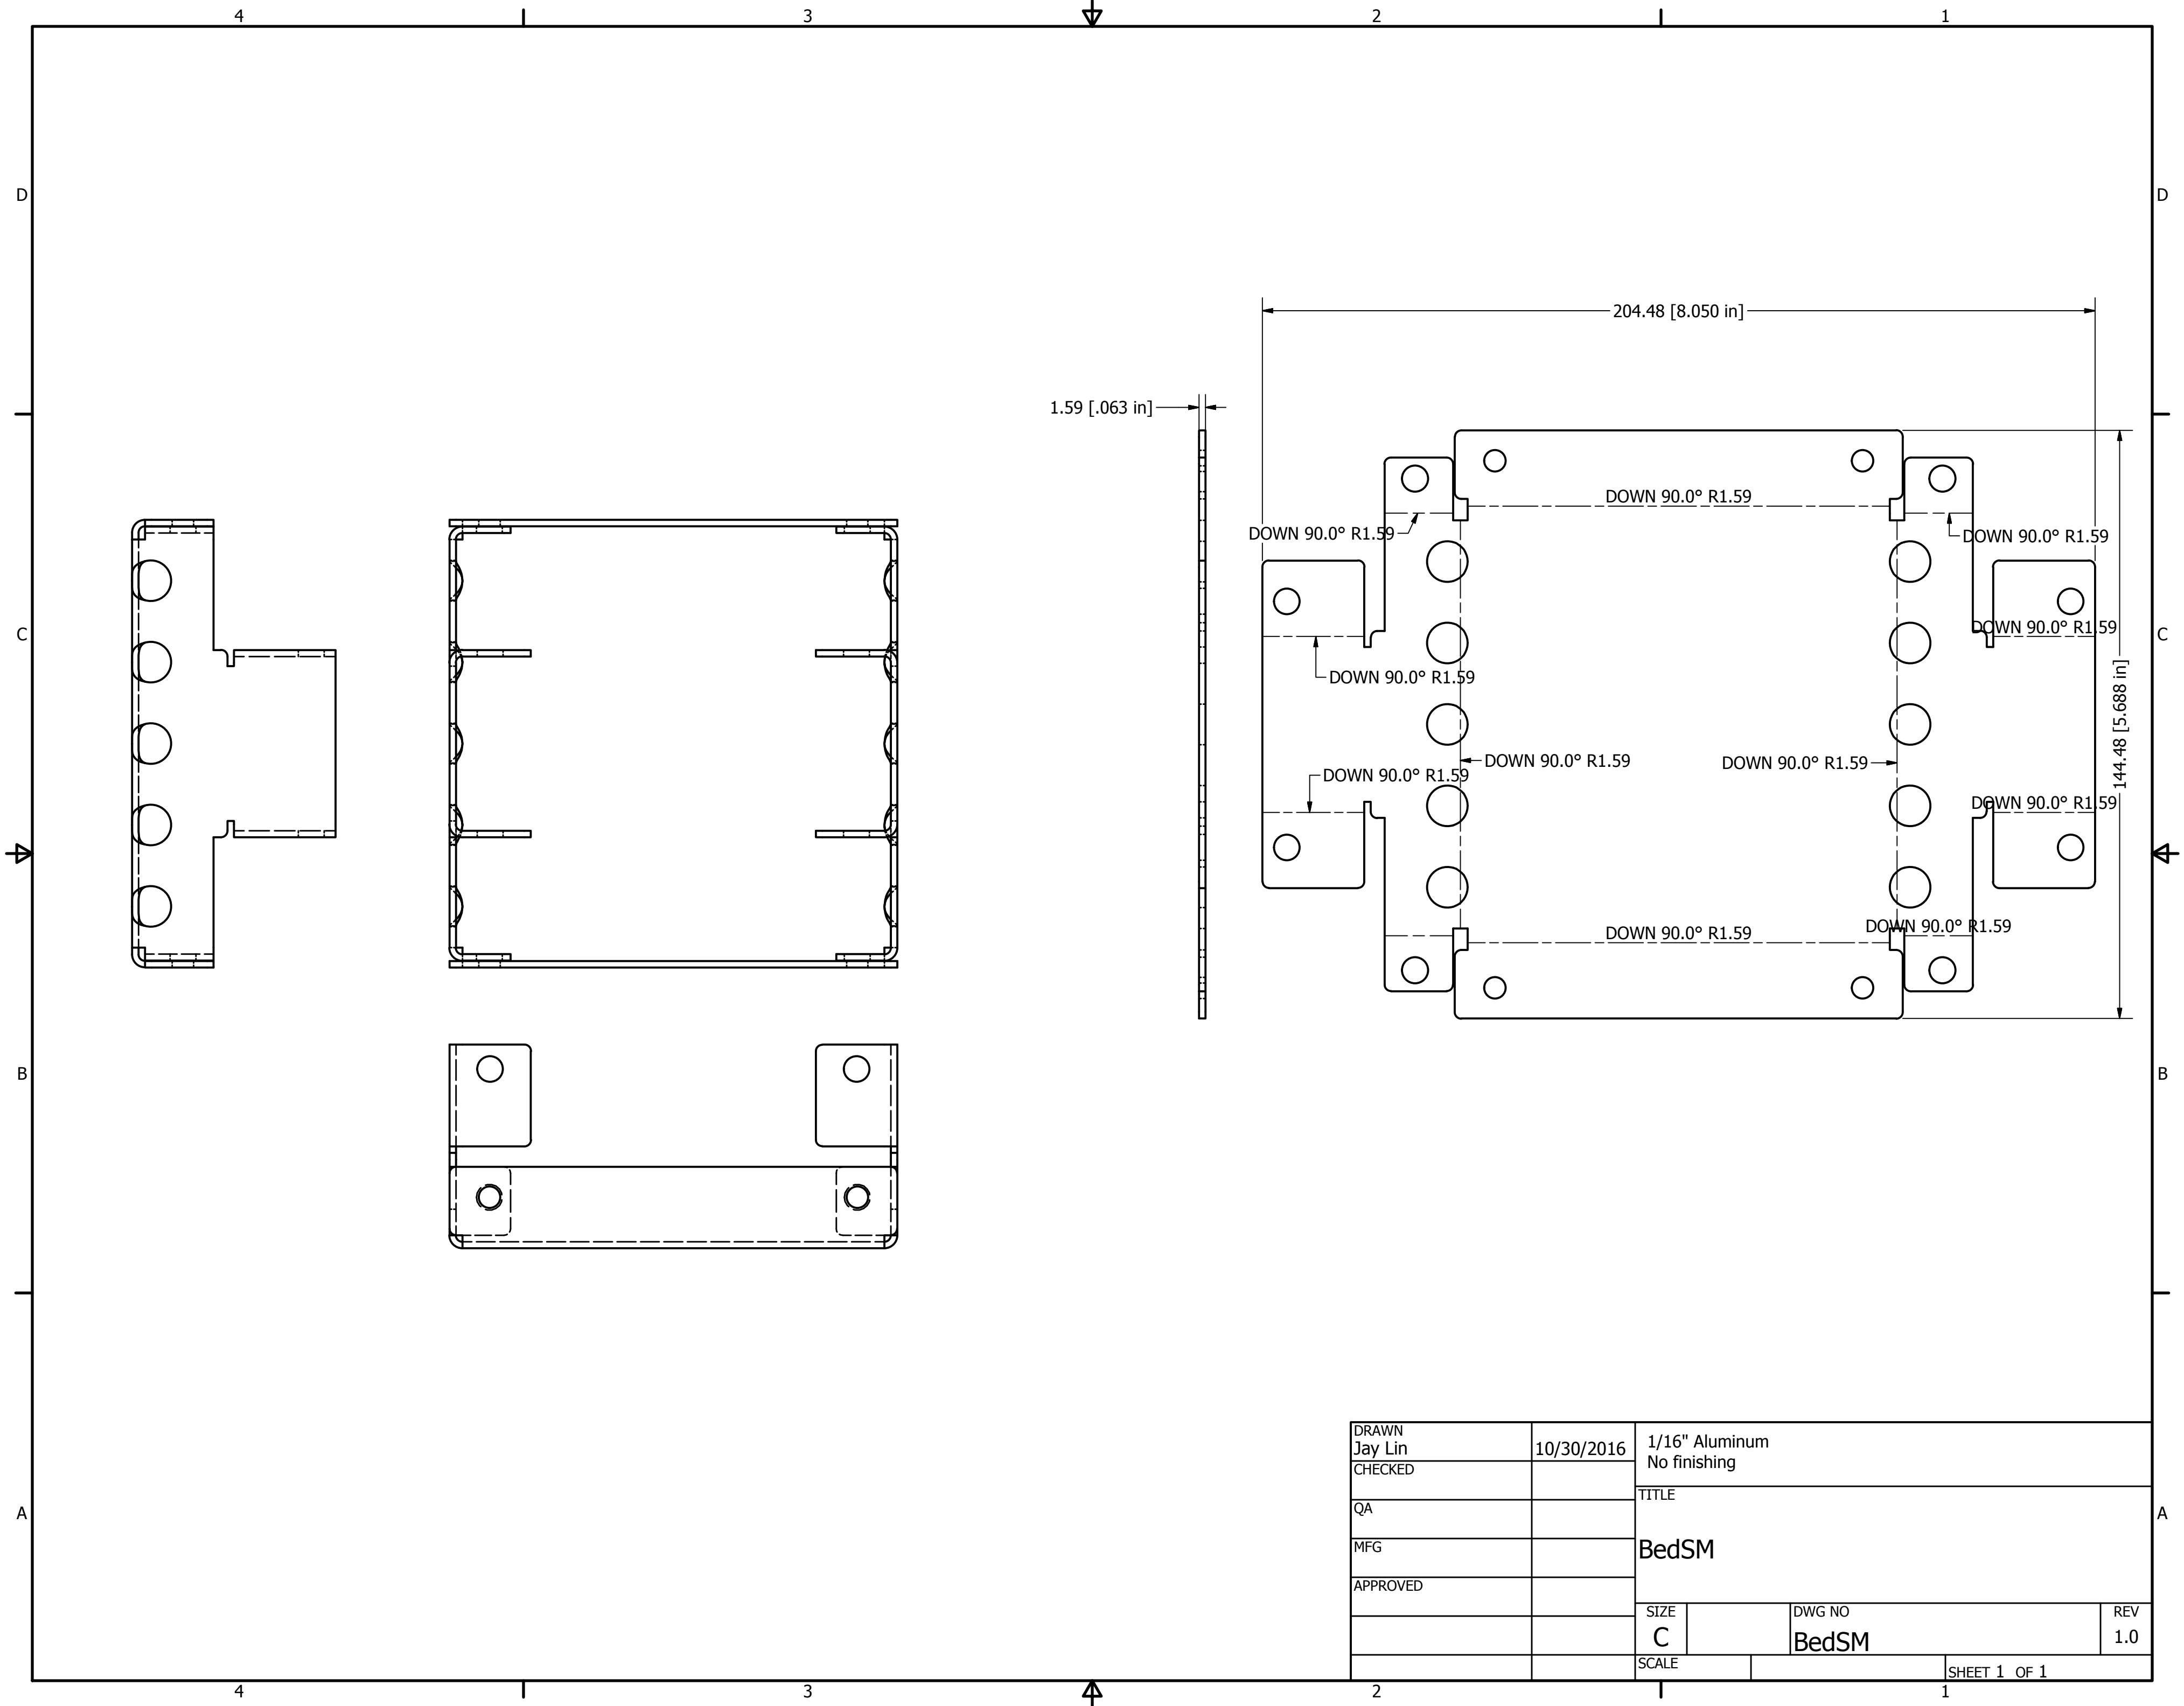 4 3 2 1
D D
204.48 [8.050 in]
1.59 [.063 in]
DOWN 90.0° R1.59
DOWN 90.0° R1.59
DOWN 90.0° R1.59
C C
DOWN 90.0° R1.59
DOWN 90.0° R1.59
144.48 [5.688 in]
DOWN 90.0° R1.59
DOWN 90.0° R1.59
DOWN 90.0° R1.59
DOWN 90.0° R1.59
DOWN 90.0° R1.59
DOWN 90.0° R1.59
B B
DRAWN
Jay Lin
10/30/2016
1/16" Aluminum
No finishing
CHECKED
TITLE
QA
A A
MFG
BedSM
APPROVED
SIZE
C
DWG NO
BedSM
REV
1.0
SCALE
SHEET 1 OF 1
4 3 2 1